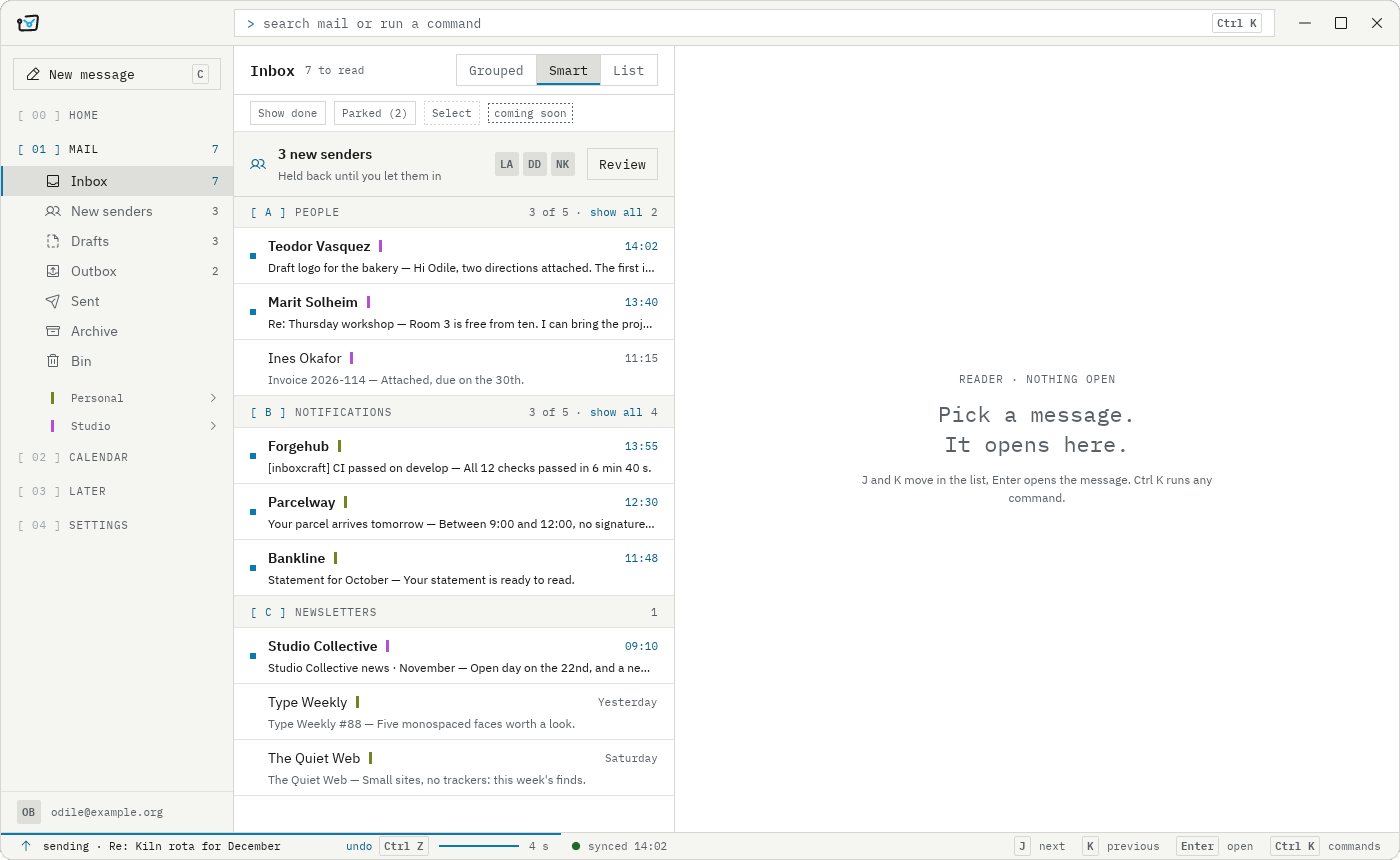 > search mail or run a command Ctrl K
New message C
[ 00 ] HOME
[ 01 ] MAIL 7
Inbox 7
New senders 3
Drafts 3
Outbox 2
Sent
Archive
Bin
Personal
Studio
[ 02 ] CALENDAR
[ 03 ] LATER
[ 04 ] SETTINGS
OB odile@example.org
Inbox 7 to read Grouped Smart List
Show done Parked (2) Select coming soon
3 new senders
Held back until you let them in
LA DD NK Review
[ A ] PEOPLE 3 of 5 · show all 2
Teodor Vasquez 14:02
Draft logo for the bakery — Hi Odile, two directions attached. The first i…
Marit Solheim 13:40
Re: Thursday workshop — Room 3 is free from ten. I can bring the proj…
Ines Okafor 11:15
Invoice 2026-114 — Attached, due on the 30th.
[ B ] NOTIFICATIONS 3 of 5 · show all 4
Forgehub 13:55
[inboxcraft] CI passed on develop — All 12 checks passed in 6 min 40 s.
Parcelway 12:30
Your parcel arrives tomorrow — Between 9:00 and 12:00, no signature…
Bankline 11:48
Statement for October — Your statement is ready to read.
[ C ] NEWSLETTERS 1
Studio Collective 09:10
Studio Collective news · November — Open day on the 22nd, and a ne…
Type Weekly Yesterday
Type Weekly #88 — Five monospaced faces worth a look.
The Quiet Web Saturday
The Quiet Web — Small sites, no trackers: this week's finds.
READER · NOTHING OPEN
Pick a message.
It opens here.
J and K move in the list, Enter opens the message. Ctrl K runs any
command.
sending · Re: Kiln rota for December undo Ctrl Z 4 s synced 14:02 J next K previous Enter open Ctrl K commands